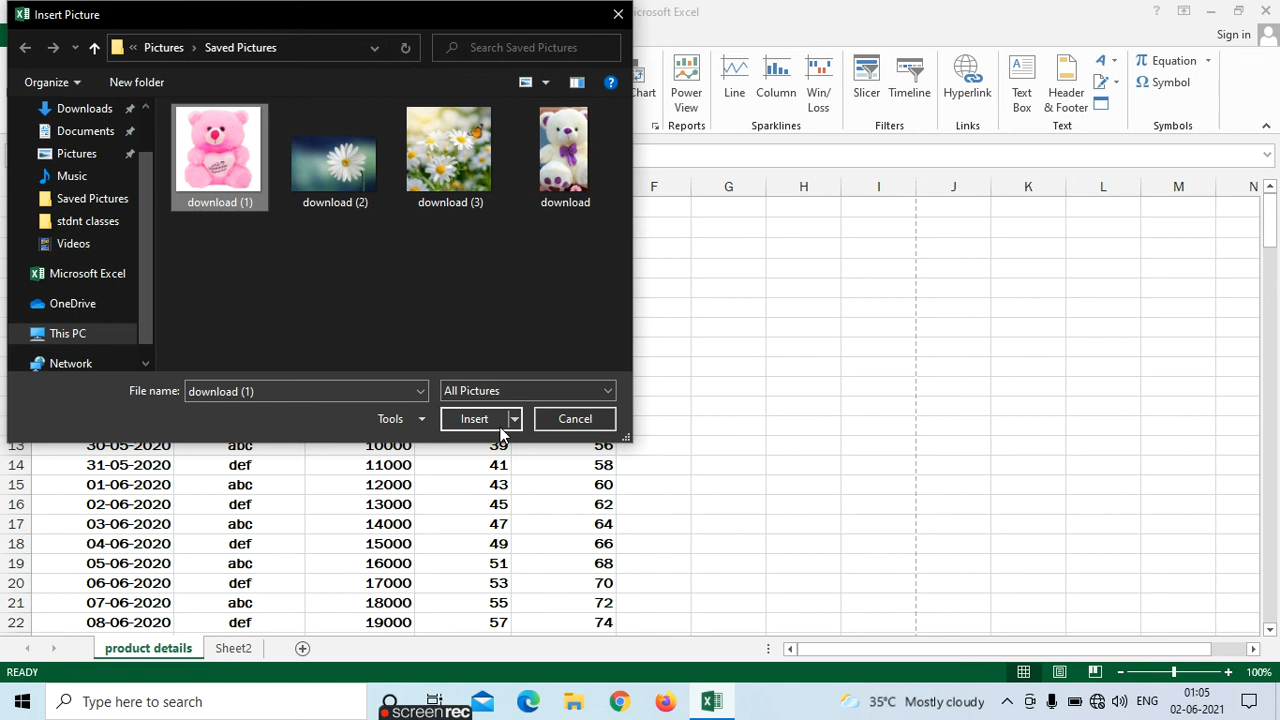 Insert Picture
icrosoft Excel
?
Pictures
Saved Pictures
Search Saved Pictures
Sign in
Organize
New folder
?
Downloads
Documents
Pictures
Music
Saved Pictures
stdnt classes
Videos
Microsoft Excel
OneDrive
This PC
Network
download (1)
download (2)
download (3)
download
File name:
download (1)
All Pictures
Tools
Insert
Cancel
Chart
Power
View
Reports
Line
Column
Win/
Loss
Sparklines
Slicer
Timeline
Filters
Hyperlink
Links
Text
Box
Header
& Footer
Text
Equation
Symbol
Symbols
F G H I J K L M N
13 30-05-2020 abc 10000 39 56
14 31-05-2020 def 11000 41 58
15 01-06-2020 abc 12000 43 60
16 02-06-2020 def 13000 45 62
17 03-06-2020 abc 14000 47 64
18 04-06-2020 def 15000 49 66
19 05-06-2020 abc 16000 51 68
20 06-06-2020 def 17000 53 70
21 07-06-2020 abc 18000 55 72
22 08-06-2020 def 19000 57 74
product details
Sheet2
READY
100%
Type here to search
screenrec
35°C Mostly cloudy
ENG
01:05
02-06-2021